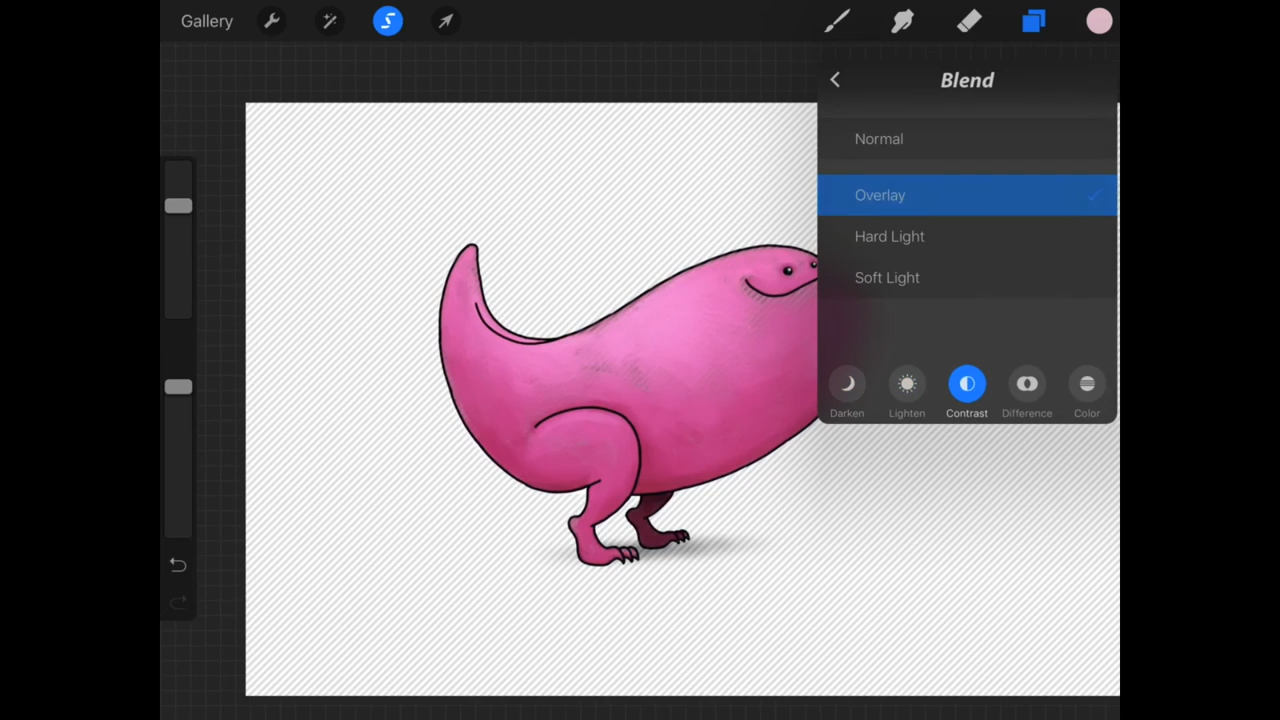 Gallery
Blend
Normal
Overlay
Hard Light
Soft Light
Darken Lighten Contrast Difference Color